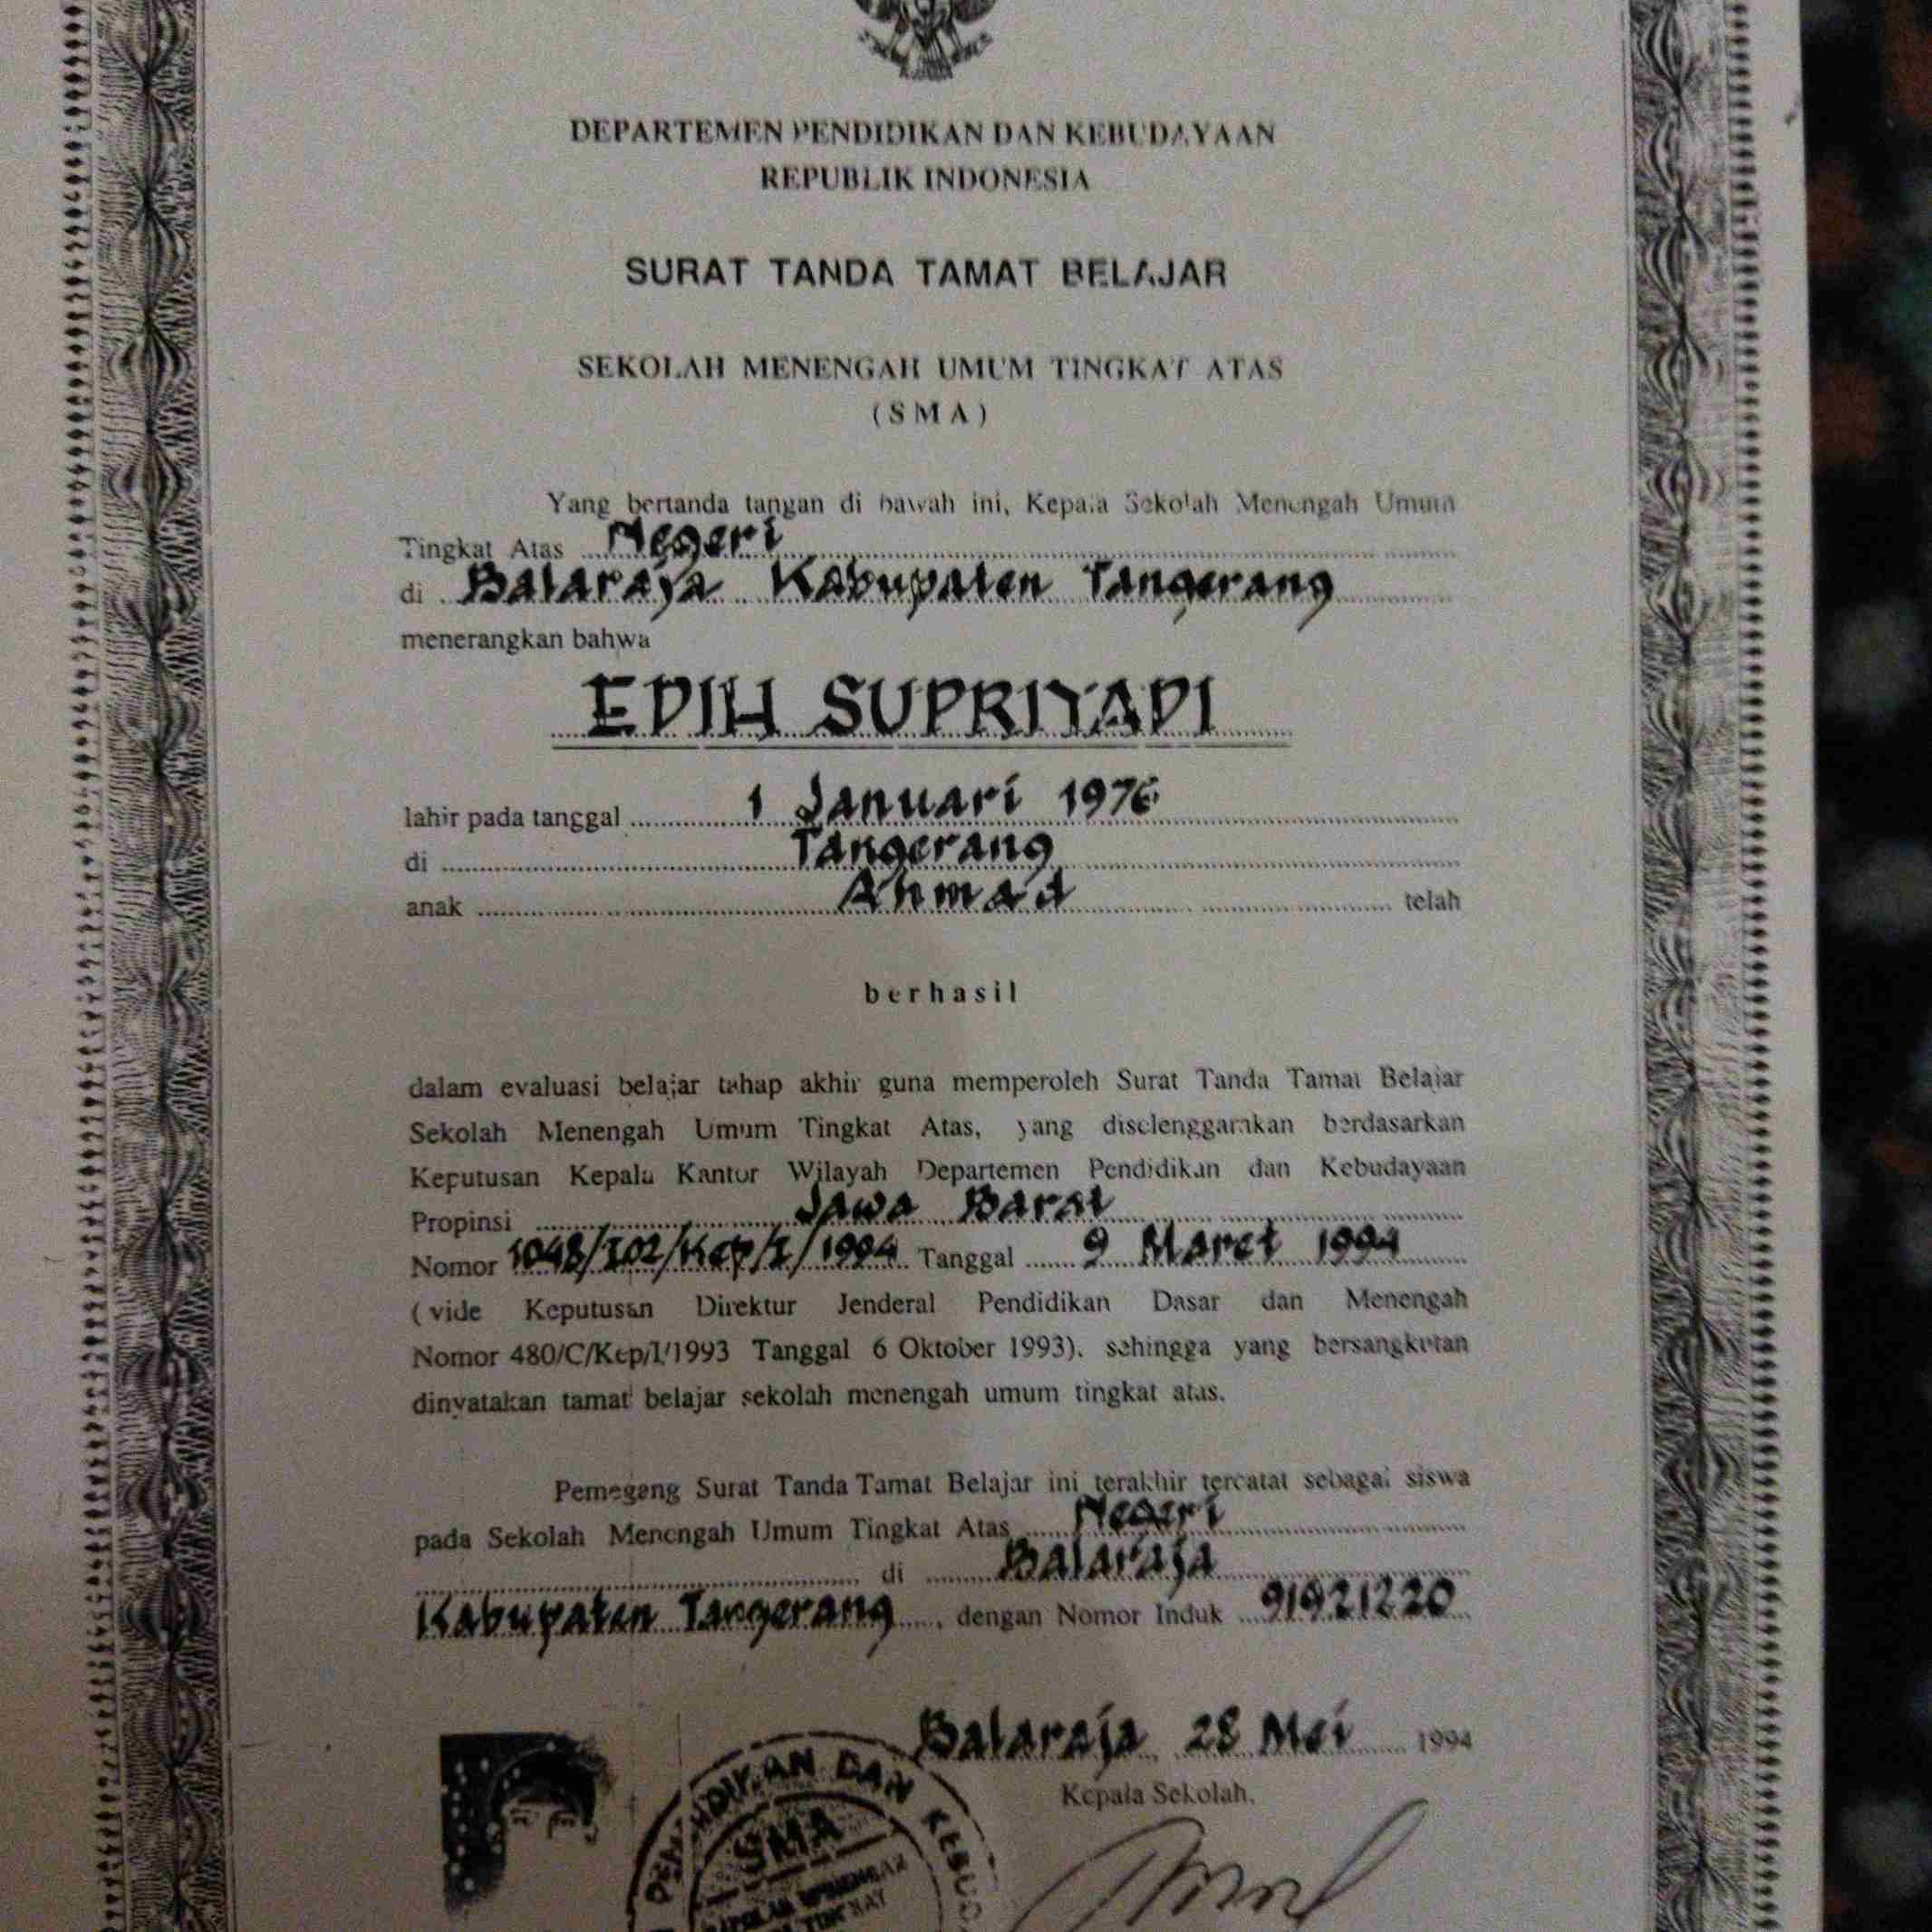 DEPARTEMEN PENDIDIKAN DAN KEBUDAYAAN
REPUBLIK INDONESIA
SURAT TANDA TAMAT BELAJAR
SEKOLAH MENENGAH UMUM TINGKAT ATAS
(SMA)
Yang bertanda tangan di bawah ini, Kepala Sekolah Menengah Umum
Tingkat Atas Negeri
di Balaraja Kabupaten Tangerang
menerangkan bahwa
EDIH SUPRIYADI
lahir pada tanggal 1 Januari 1976
di Tangerang
anak Ahmad telah
berhasil
dalam evaluasi belajar tahap akhir guna memperoleh Surat Tanda Tamat Belajar
Sekolah Menengah Umum Tingkat Atas, yang diselenggarakan berdasarkan
Keputusan Kepala Kantor Wilayah Departemen Pendidikan dan Kebudayaan
Propinsi Jawa Barat
Nomor 1048/I02/Kep/I/1994 Tanggal 9 Maret 1994
(vide Keputusan Direktur Jenderal Pendidikan Dasar dan Menengah
Nomor 480/C/Kep/I/1993 Tanggal 6 Oktober 1993). sehingga yang bersangkutan
dinyatakan tamat belajar sekolah menengah umum tingkat atas.
Pemegang Surat Tanda Tamat Belajar ini terakhir tercatat sebagai siswa
pada Sekolah Menengah Umum Tingkat Atas Negeri
di Balaraja
Kabupaten Tangerang, dengan Nomor Induk 91921220
Balaraja 28 Mei 1994
Kepala Sekolah,
PENDIDIKAN DAN
SMA